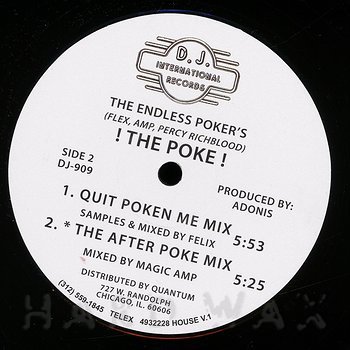 D. J.
INTERNATIONAL
RECORDS
THE ENDLESS POKER'S
(FLEX, AMP, PERCY RICHBLOOD)
! THE POKE !
SIDE 2
DJ-909
PRODUCED BY:
ADONIS
1. QUIT POKEN ME MIX 5:53
SAMPLES & MIXED BY FELIX
2. * THE AFTER POKE MIX 5:25
MIXED BY MAGIC AMP
DISTRIBUTED BY QUANTUM
727 W. RANDOLPH
CHICAGO, IL. 60606
(312) 559-1845 TELEX 4932228 HOUSE V.1
HARD WAX